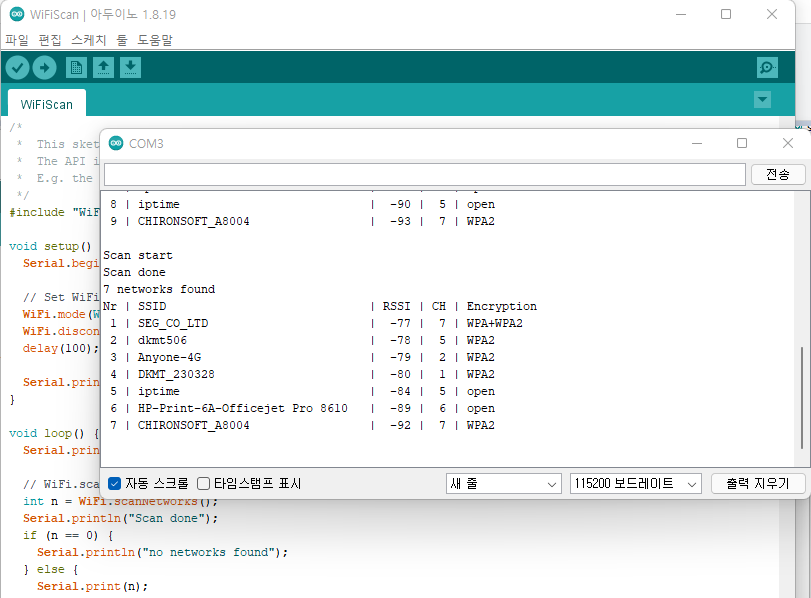 WiFiScan | 아두이노 1.8.19
파일 편집 스케치 툴 도움말
WiFiScan
/*
 * This sket
 * The API i
 * E.g. the
 */
#include "WiF
void setup()
Serial.begi
// Set WiFi
WiFi.mode(W
WiFi.discon
delay(100);
Serial.prin
}
void loop() {
Serial.prin
// WiFi.sca
int n = WiFi.scanNetworks();
Serial.println("Scan done");
if (n == 0) {
Serial.println("no networks found");
} else {
Serial.print(n);
COM3
전송
8 | iptime | -90 | 5 | open
9 | CHIRONSOFT_A8004 | -93 | 7 | WPA2
Scan start
Scan done
7 networks found
Nr | SSID | RSSI | CH | Encryption
1 | SEG_CO_LTD | -77 | 7 | WPA+WPA2
2 | dkmt506 | -78 | 5 | WPA2
3 | Anyone-4G | -79 | 2 | WPA2
4 | DKMT_230328 | -80 | 1 | WPA2
5 | iptime | -84 | 5 | open
6 | HP-Print-6A-Officejet Pro 8610 | -89 | 6 | open
7 | CHIRONSOFT_A8004 | -92 | 7 | WPA2
자동 스크롤 타임스탬프 표시 새 줄 115200 보드레이트 출력 지우기